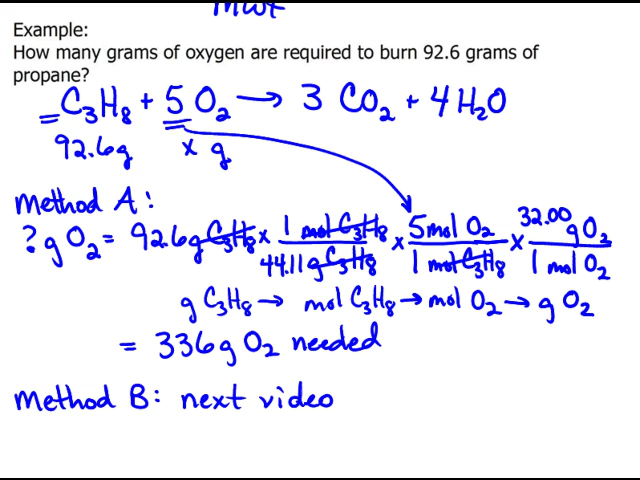 MWt
Example:
How many grams of oxygen are required to burn 92.6 grams of
propane?
C₃H₈ + 5 O₂ → 3 CO₂ + 4 H₂O
92.6g x g
Method A:
? g O₂ = 92.6g C₃H₈ x 1 mol C₃H₈ / 44.11 g C₃H₈ x 5 mol O₂ / 1 mol C₃H₈ x 32.00 g O₂ / 1 mol O₂
g C₃H₈ → mol C₃H₈ → mol O₂ → g O₂
= 336g O₂ needed
Method B: next video